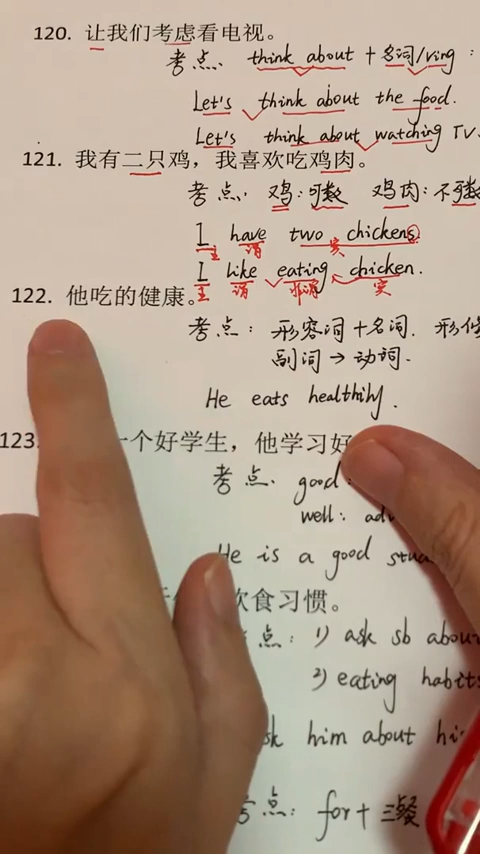 120. 让我们考虑看电视。
考点. think about + 名词/ving :
Let's think about the food.
Let's think about watching TV.
121. 我有二只鸡，我喜欢吃鸡肉。
考点. 鸡:可数 鸡肉:不可数
I have two chickens.
主 谓 宾
I like eating chicken.
主 谓 非谓 宾
122. 他吃的健康。
考点: 形容词+名词.
副词→动词.
He eats healthily.
123. 一个好学生，他学习好
考点. good:
well: adv
He is a good
饮食习惯。
点: 1) ask sb about
2) eating habits
him about
考点: for + 三餐